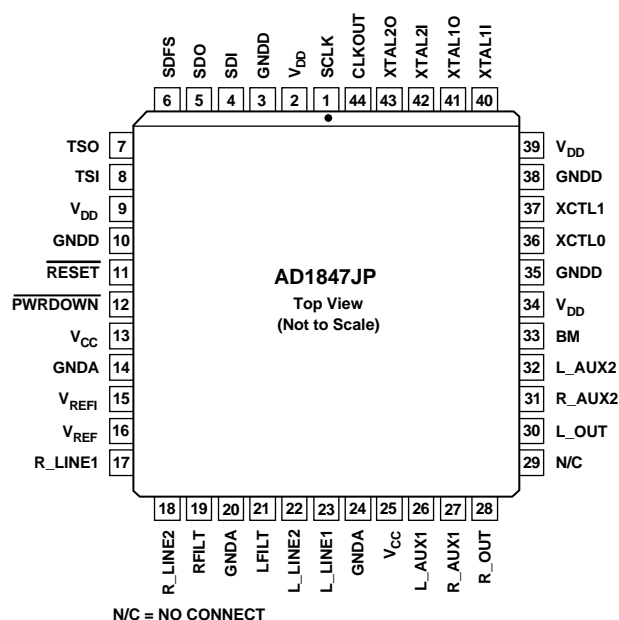 SDFS
SDO
SDI
GNDD
VDD
SCLK
CLKOUT
XTAL2O
XTAL2I
XTAL1O
XTAL1I
6 5 4 3 2 1 44 43 42 41 40
TSO 7
TSI 8
VDD 9
GNDD 10
RESET 11
PWRDOWN 12
VCC 13
GNDA 14
VREFI 15
VREF 16
R_LINE1 17
AD1847JP
Top View
(Not to Scale)
39 VDD
38 GNDD
37 XCTL1
36 XCTL0
35 GNDD
34 VDD
33 BM
32 L_AUX2
31 R_AUX2
30 L_OUT
29 N/C
18 19 20 21 22 23 24 25 26 27 28
R_LINE2
RFILT
GNDA
LFILT
L_LINE2
L_LINE1
GNDA
VCC
L_AUX1
R_AUX1
R_OUT
N/C = NO CONNECT